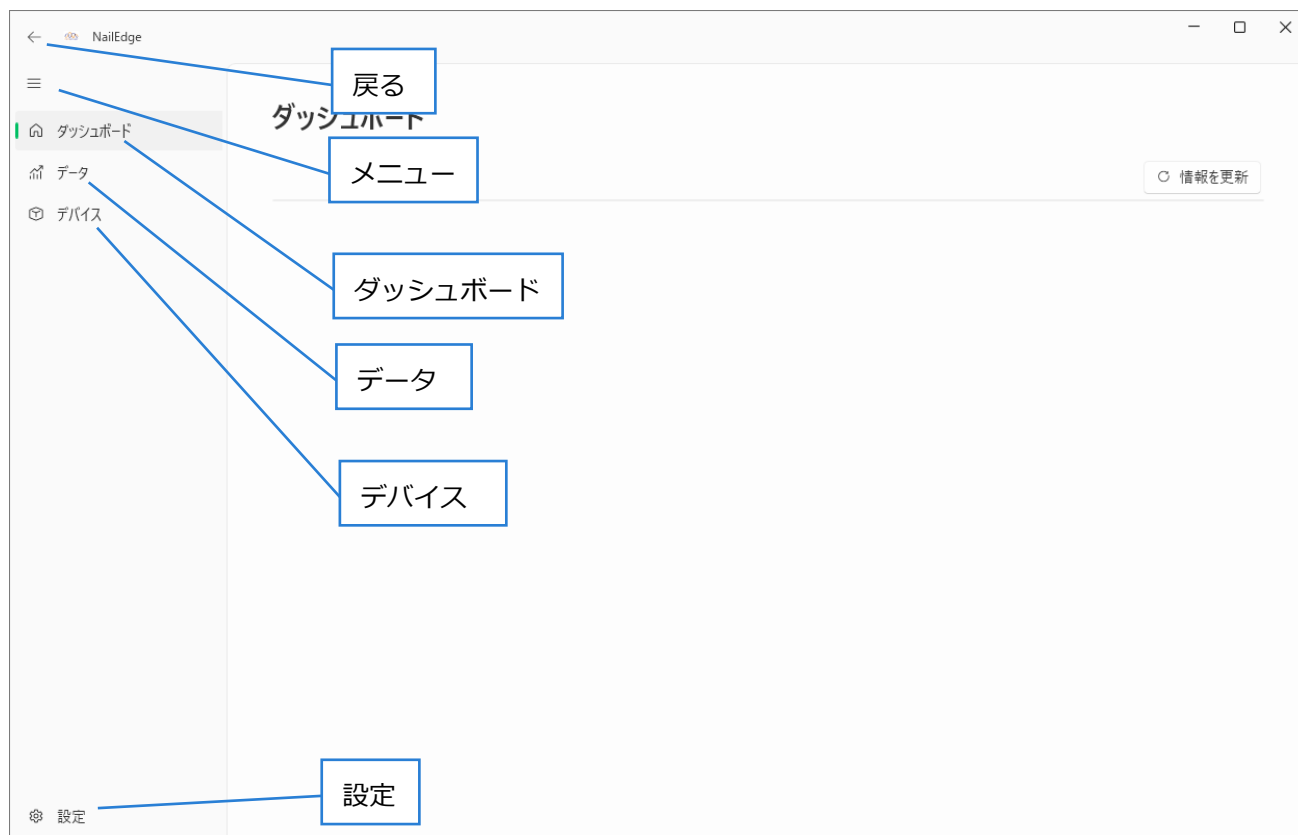 NailEdge
戻る
ダッシュボード
ダッシュボード
メニュー
データ
情報を更新
デバイス
ダッシュボード
データ
デバイス
設定
設定